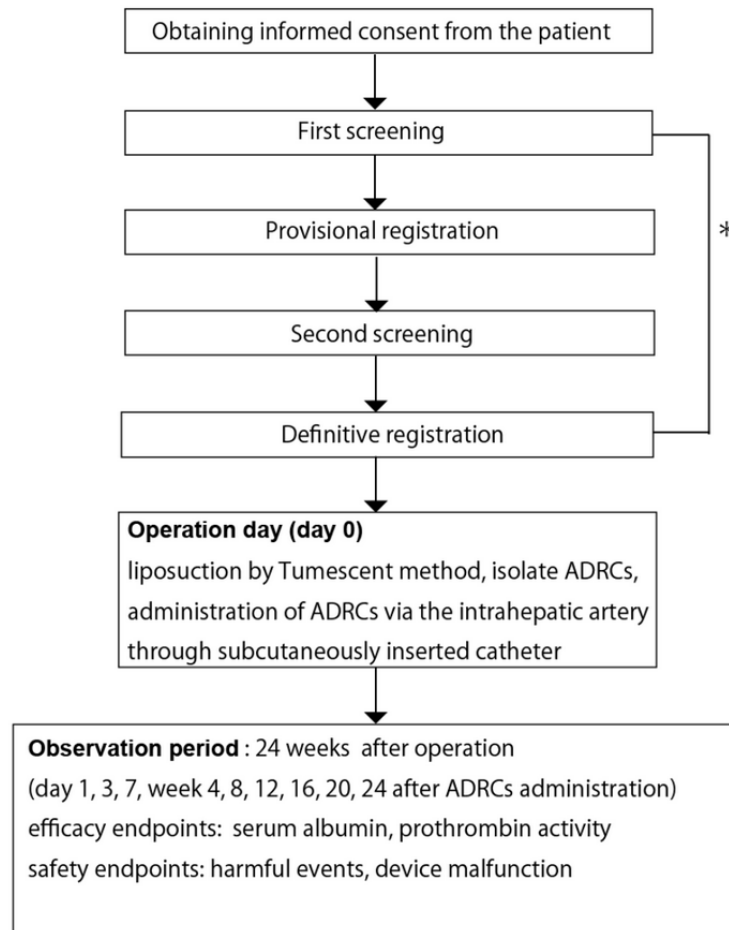 Obtaining informed consent from the patient
First screening
Provisional registration
*
Second screening
Definitive registration
Operation day (day 0)
liposuction by Tumescent method, isolate ADRCs,
administration of ADRCs via the intrahepatic artery
through subcutaneously inserted catheter
Observation period : 24 weeks after operation
(day 1, 3, 7, week 4, 8, 12, 16, 20, 24 after ADRCs administration)
efficacy endpoints: serum albumin, prothrombin activity
safety endpoints: harmful events, device malfunction